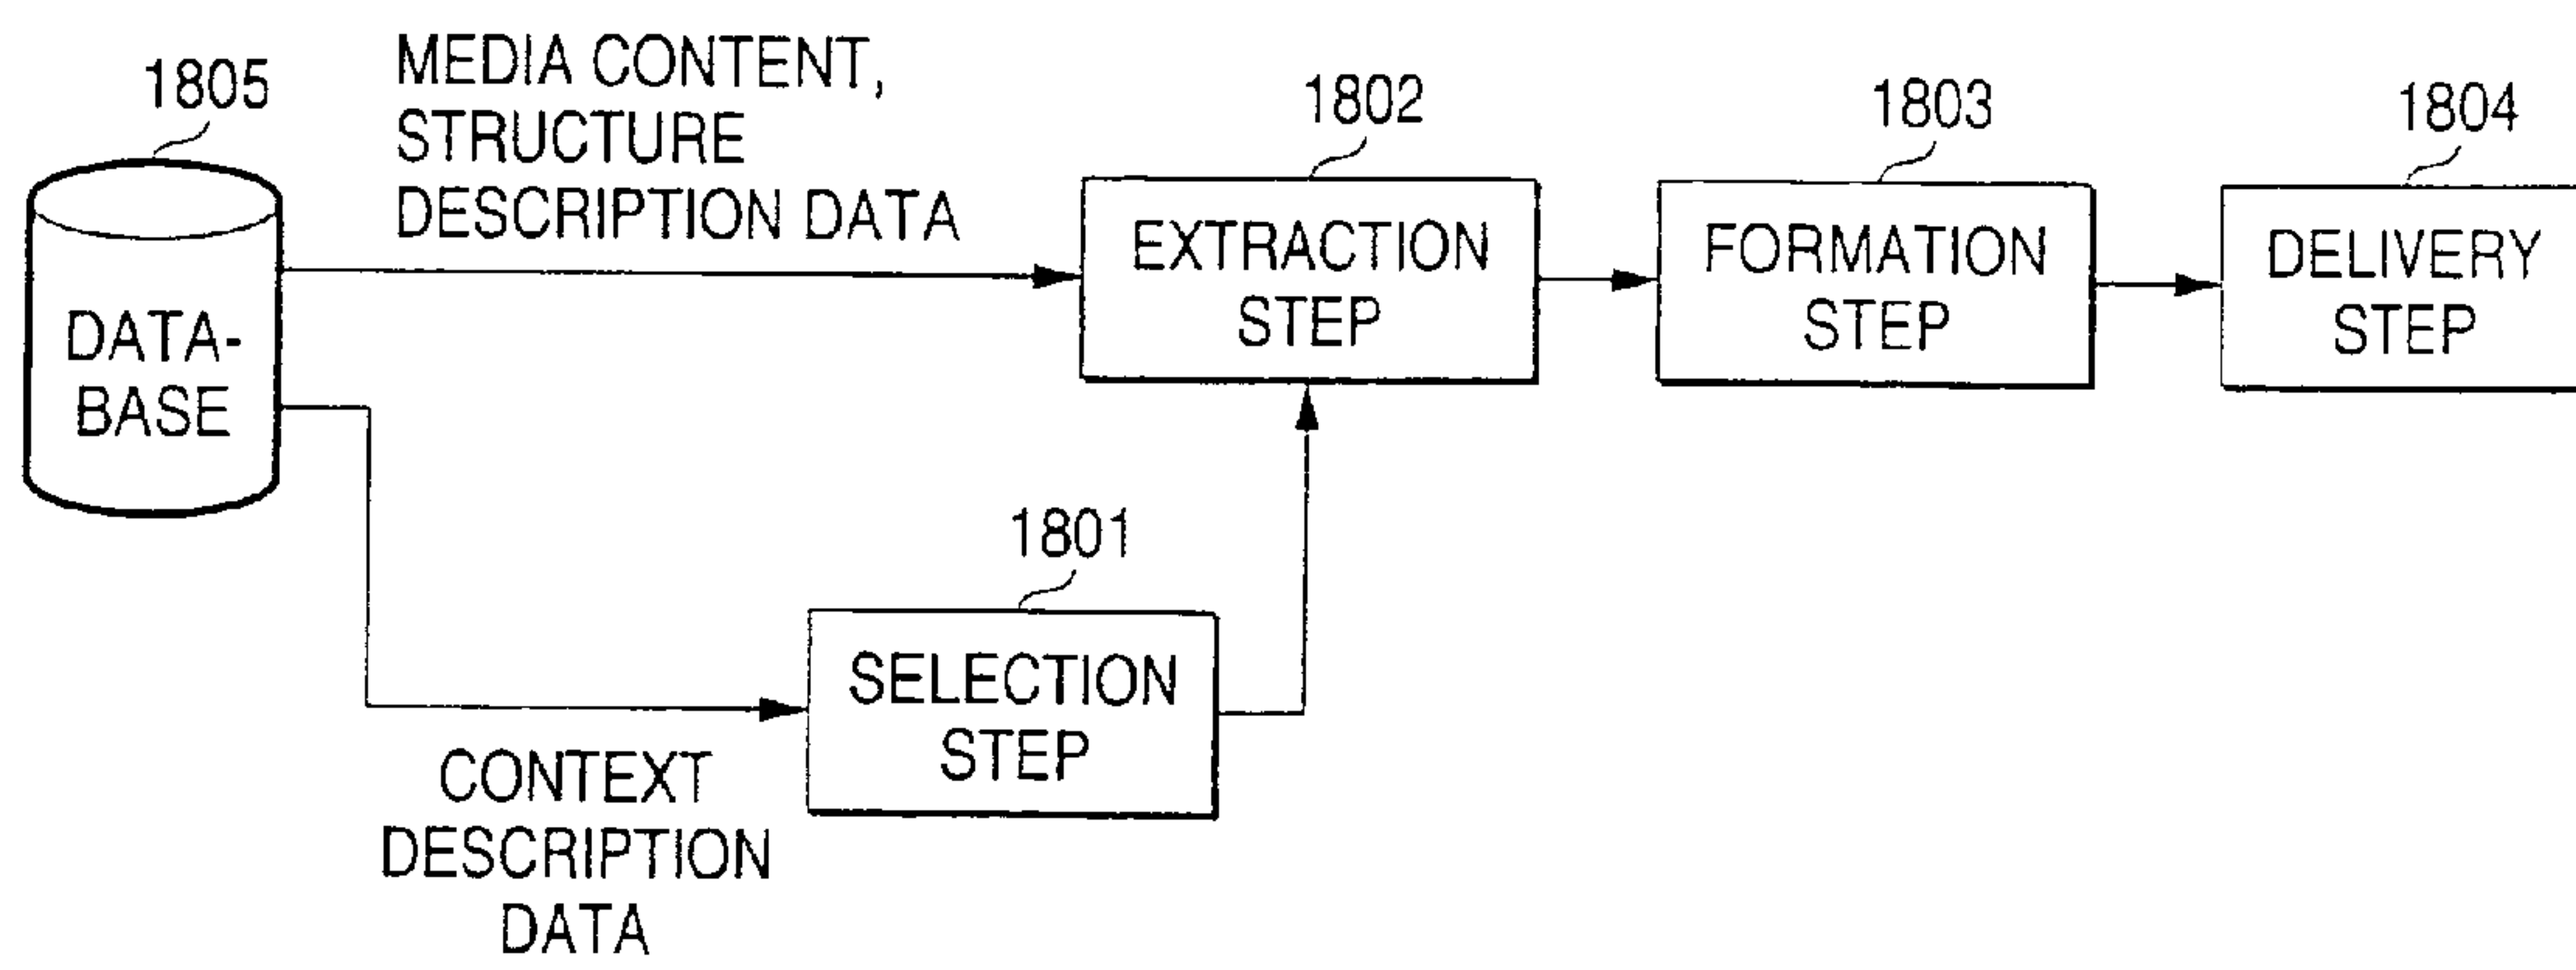 1805
MEDIA CONTENT,
STRUCTURE
DESCRIPTION DATA
1802
1803
1804
DATA-
BASE
EXTRACTION
STEP
FORMATION
STEP
DELIVERY
STEP
1801
SELECTION
STEP
CONTEXT
DESCRIPTION
DATA